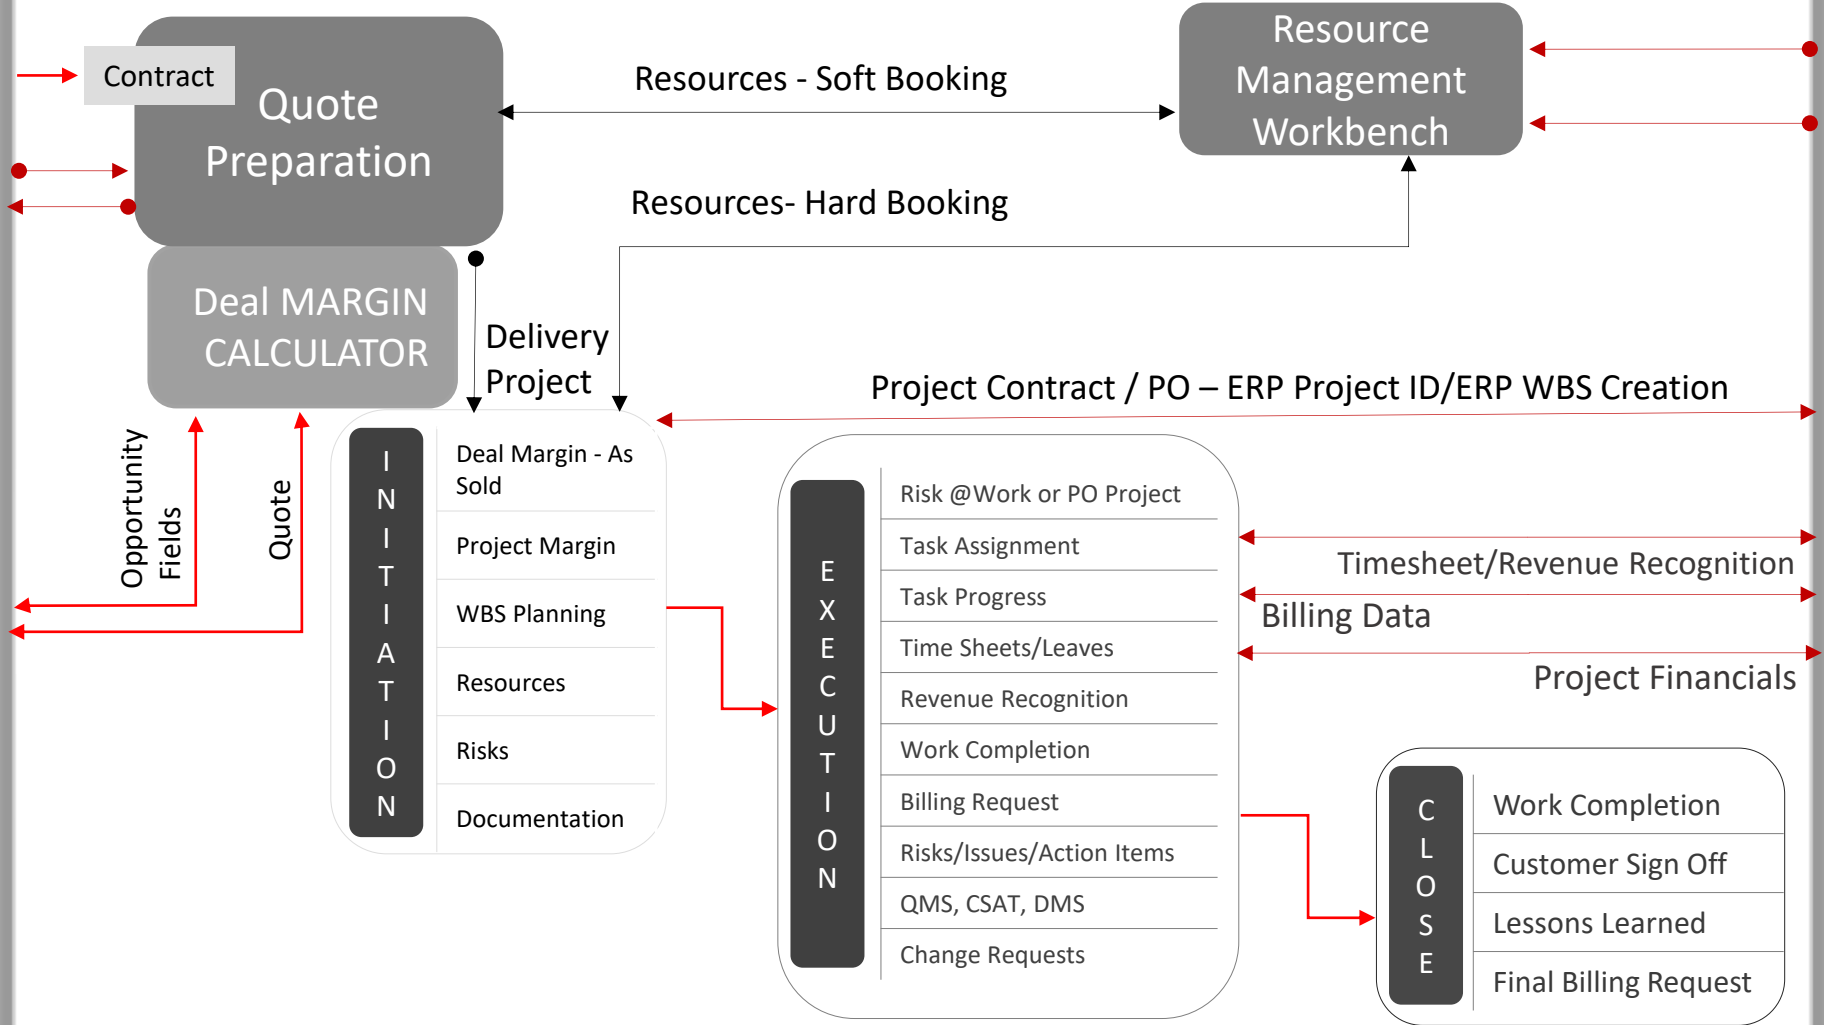 Contract
Quote
Preparation
Resources - Soft Booking
Resource
Management
Workbench
Resources- Hard Booking
Deal MARGIN
CALCULATOR
Delivery
Project
Project Contract / PO – ERP Project ID/ERP WBS Creation
Opportunity
Fields
Quote
INITIATION
Deal Margin - As
Sold
Project Margin
WBS Planning
Resources
Risks
Documentation
EXECUTION
Risk @Work or PO Project
Task Assignment
Task Progress
Time Sheets/Leaves
Revenue Recognition
Work Completion
Billing Request
Risks/Issues/Action Items
QMS, CSAT, DMS
Change Requests
Timesheet/Revenue Recognition
Billing Data
Project Financials
CLOSE
Work Completion
Customer Sign Off
Lessons Learned
Final Billing Request